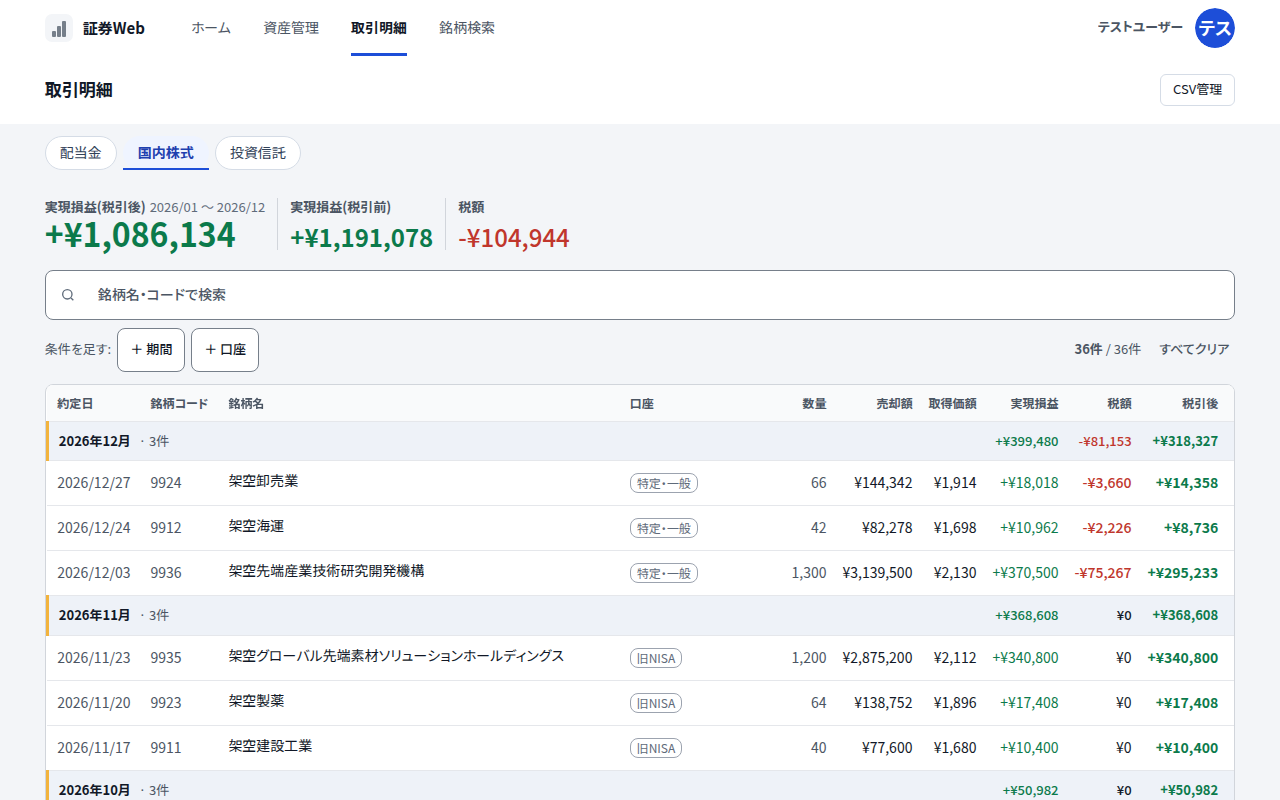 証券Web ホーム 資産管理 取引明細 銘柄検索 テストユーザー テス
取引明細 CSV管理
配当金 国内株式 投資信託
実現損益(税引後) 2026/01 〜 2026/12 実現損益(税引前) 税額
+¥1,086,134 +¥1,191,078 -¥104,944
銘柄名・コードで検索
条件を足す: ＋ 期間 ＋ 口座 36件 / 36件 すべてクリア
約定日 銘柄コード 銘柄名 口座 数量 売却額 取得価額 実現損益 税額 税引後
2026年12月 · 3件 +¥399,480 -¥81,153 +¥318,327
2026/12/27 9924 架空卸売業 特定・一般 66 ¥144,342 ¥1,914 +¥18,018 -¥3,660 +¥14,358
2026/12/24 9912 架空海運 特定・一般 42 ¥82,278 ¥1,698 +¥10,962 -¥2,226 +¥8,736
2026/12/03 9936 架空先端産業技術研究開発機構 特定・一般 1,300 ¥3,139,500 ¥2,130 +¥370,500 -¥75,267 +¥295,233
2026年11月 · 3件 +¥368,608 ¥0 +¥368,608
2026/11/23 9935 架空グローバル先端素材ソリューションホールディングス 旧NISA 1,200 ¥2,875,200 ¥2,112 +¥340,800 ¥0 +¥340,800
2026/11/20 9923 架空製薬 旧NISA 64 ¥138,752 ¥1,896 +¥17,408 ¥0 +¥17,408
2026/11/17 9911 架空建設工業 旧NISA 40 ¥77,600 ¥1,680 +¥10,400 ¥0 +¥10,400
2026年10月 · 3件 +¥50,982 ¥0 +¥50,982